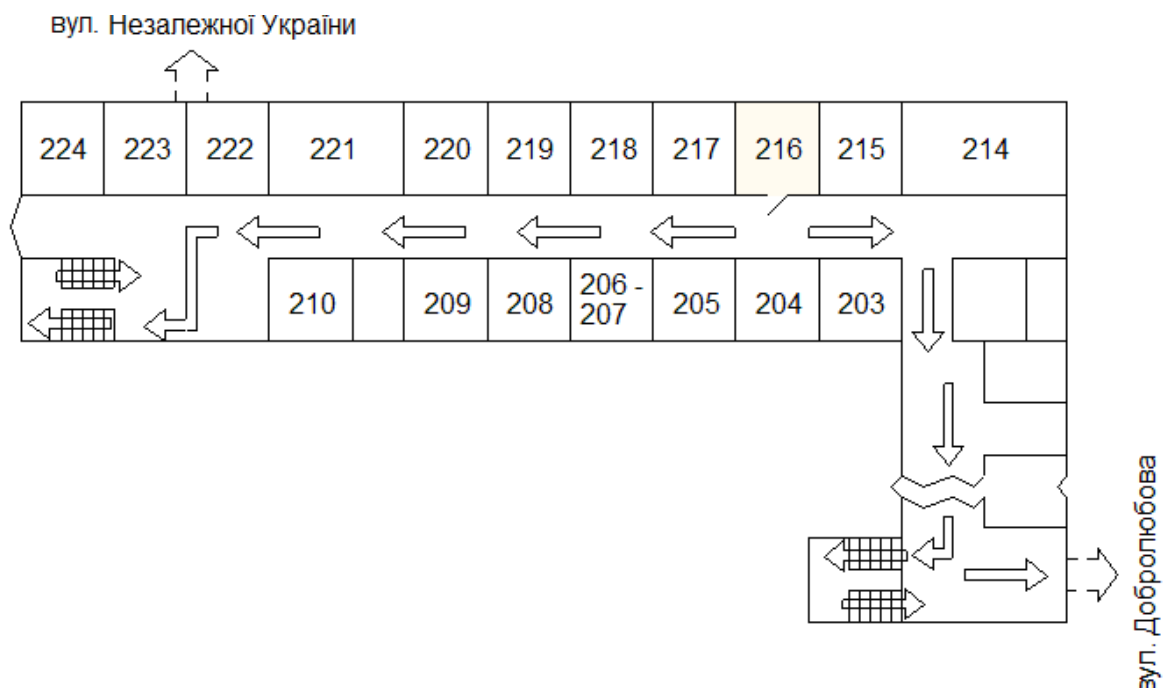 вул. Незалежної України
224 223 222 221 220 219 218 217 216 215 214
210 209 208 206 -
207 205 204 203
вул. Добролюбова